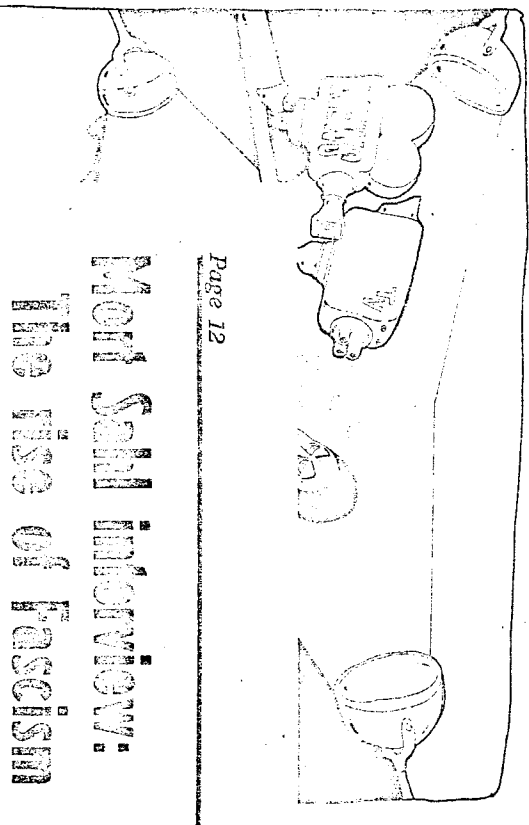 Page 12
Mort Sahl interview:
The rise of Fascism